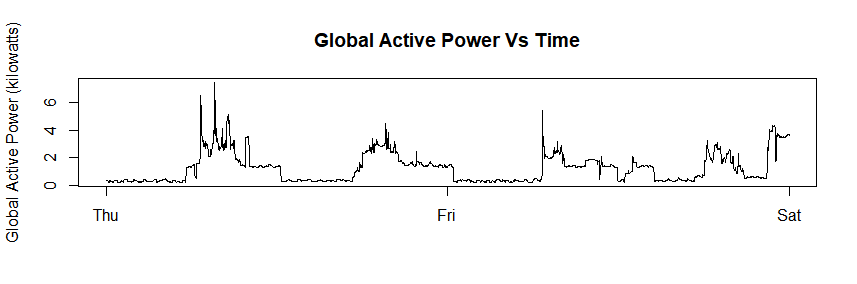 Global Active Power Vs Time
Global Active Power (kilowatts)
6
4
2
0
Thu
Fri
Sat